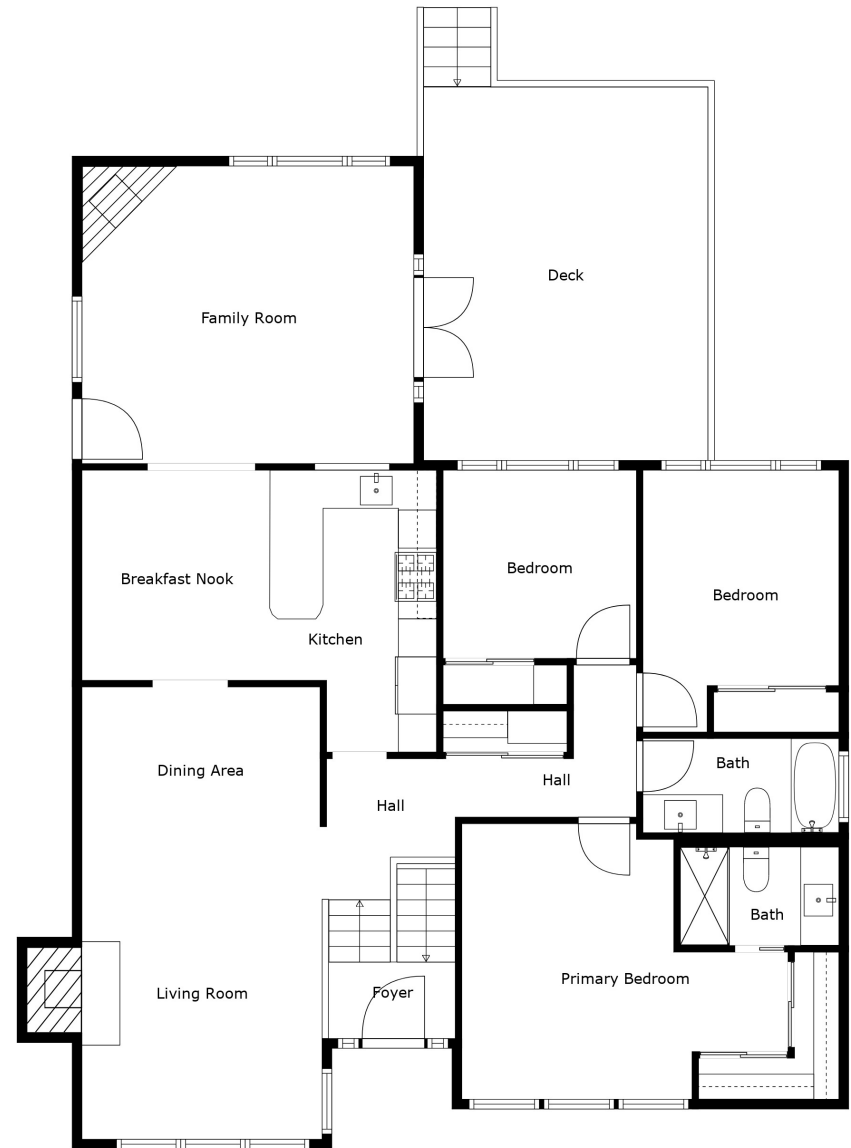 Deck
Family Room
Bedroom
Breakfast Nook
Bedroom
Kitchen
Bath
Dining Area
Hall
Hall
Bath
Primary Bedroom
Living Room
Foyer